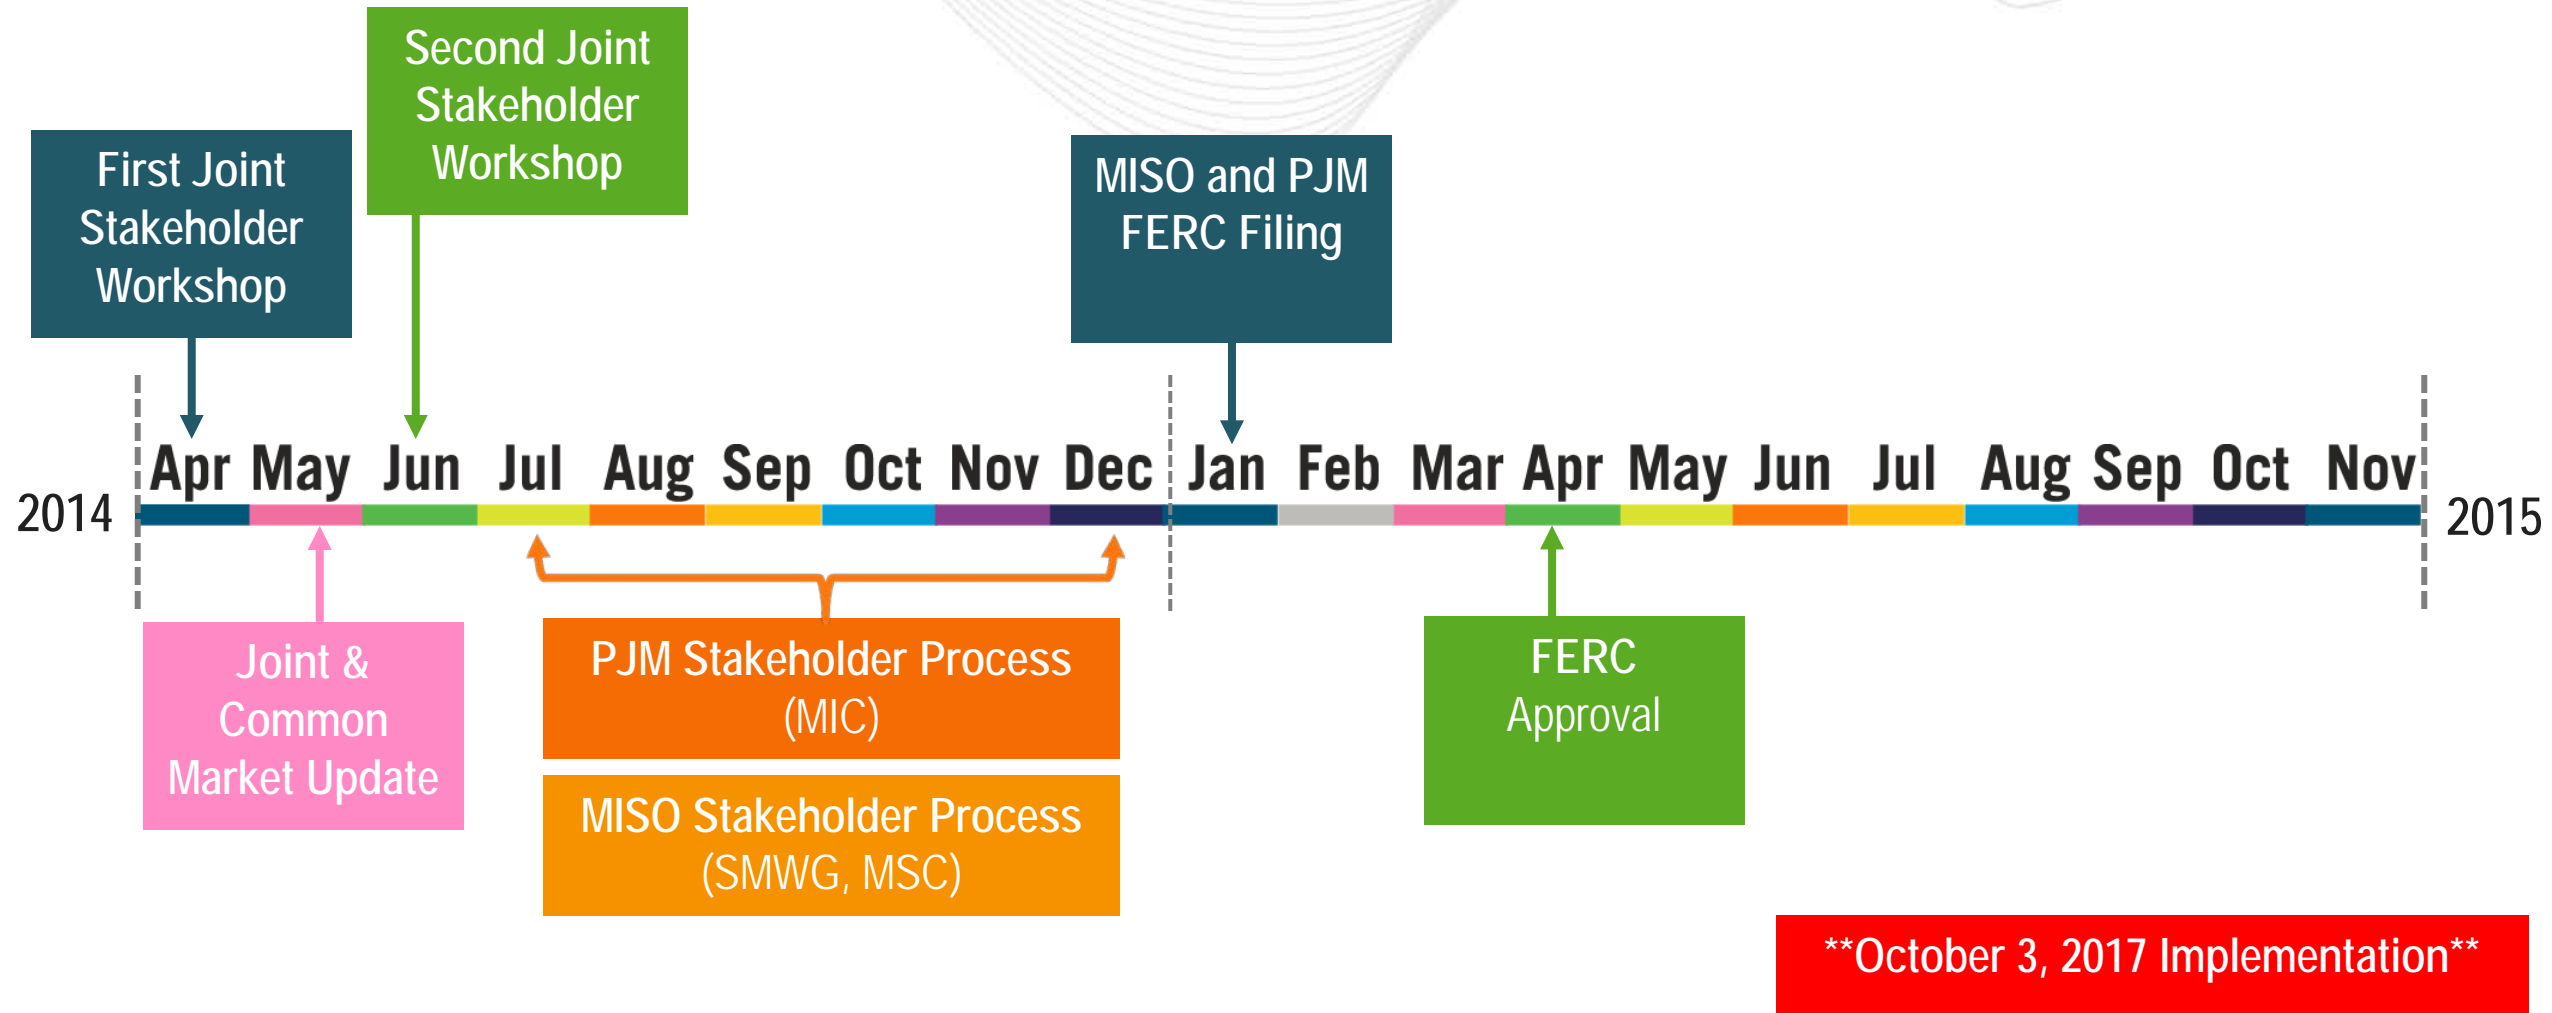 Second Joint
Stakeholder
Workshop
First Joint
Stakeholder
Workshop
MISO and PJM
FERC Filing
Apr May Jun Jul Aug Sep Oct Nov Dec Jan Feb Mar Apr May Jun Jul Aug Sep Oct Nov
2014
2015
Joint &
Common
Market Update
PJM Stakeholder Process
(MIC)
MISO Stakeholder Process
(SMWG, MSC)
FERC
Approval
**October 3, 2017 Implementation**